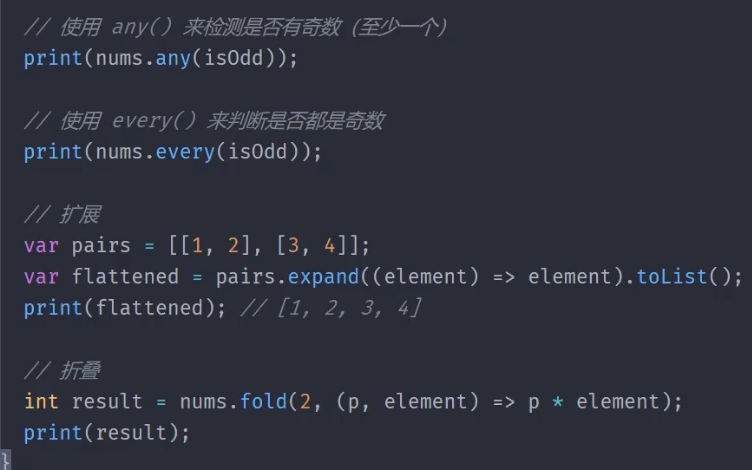 // 使用 any() 来检测是否有奇数（至少一个）
print(nums.any(isOdd));
// 使用 every() 来判断是否都是奇数
print(nums.every(isOdd));
// 扩展
var pairs = [[1, 2], [3, 4]];
var flattened = pairs.expand((element) => element).toList();
print(flattened); // [1, 2, 3, 4]
// 折叠
int result = nums.fold(2, (p, element) => p * element);
print(result);
}